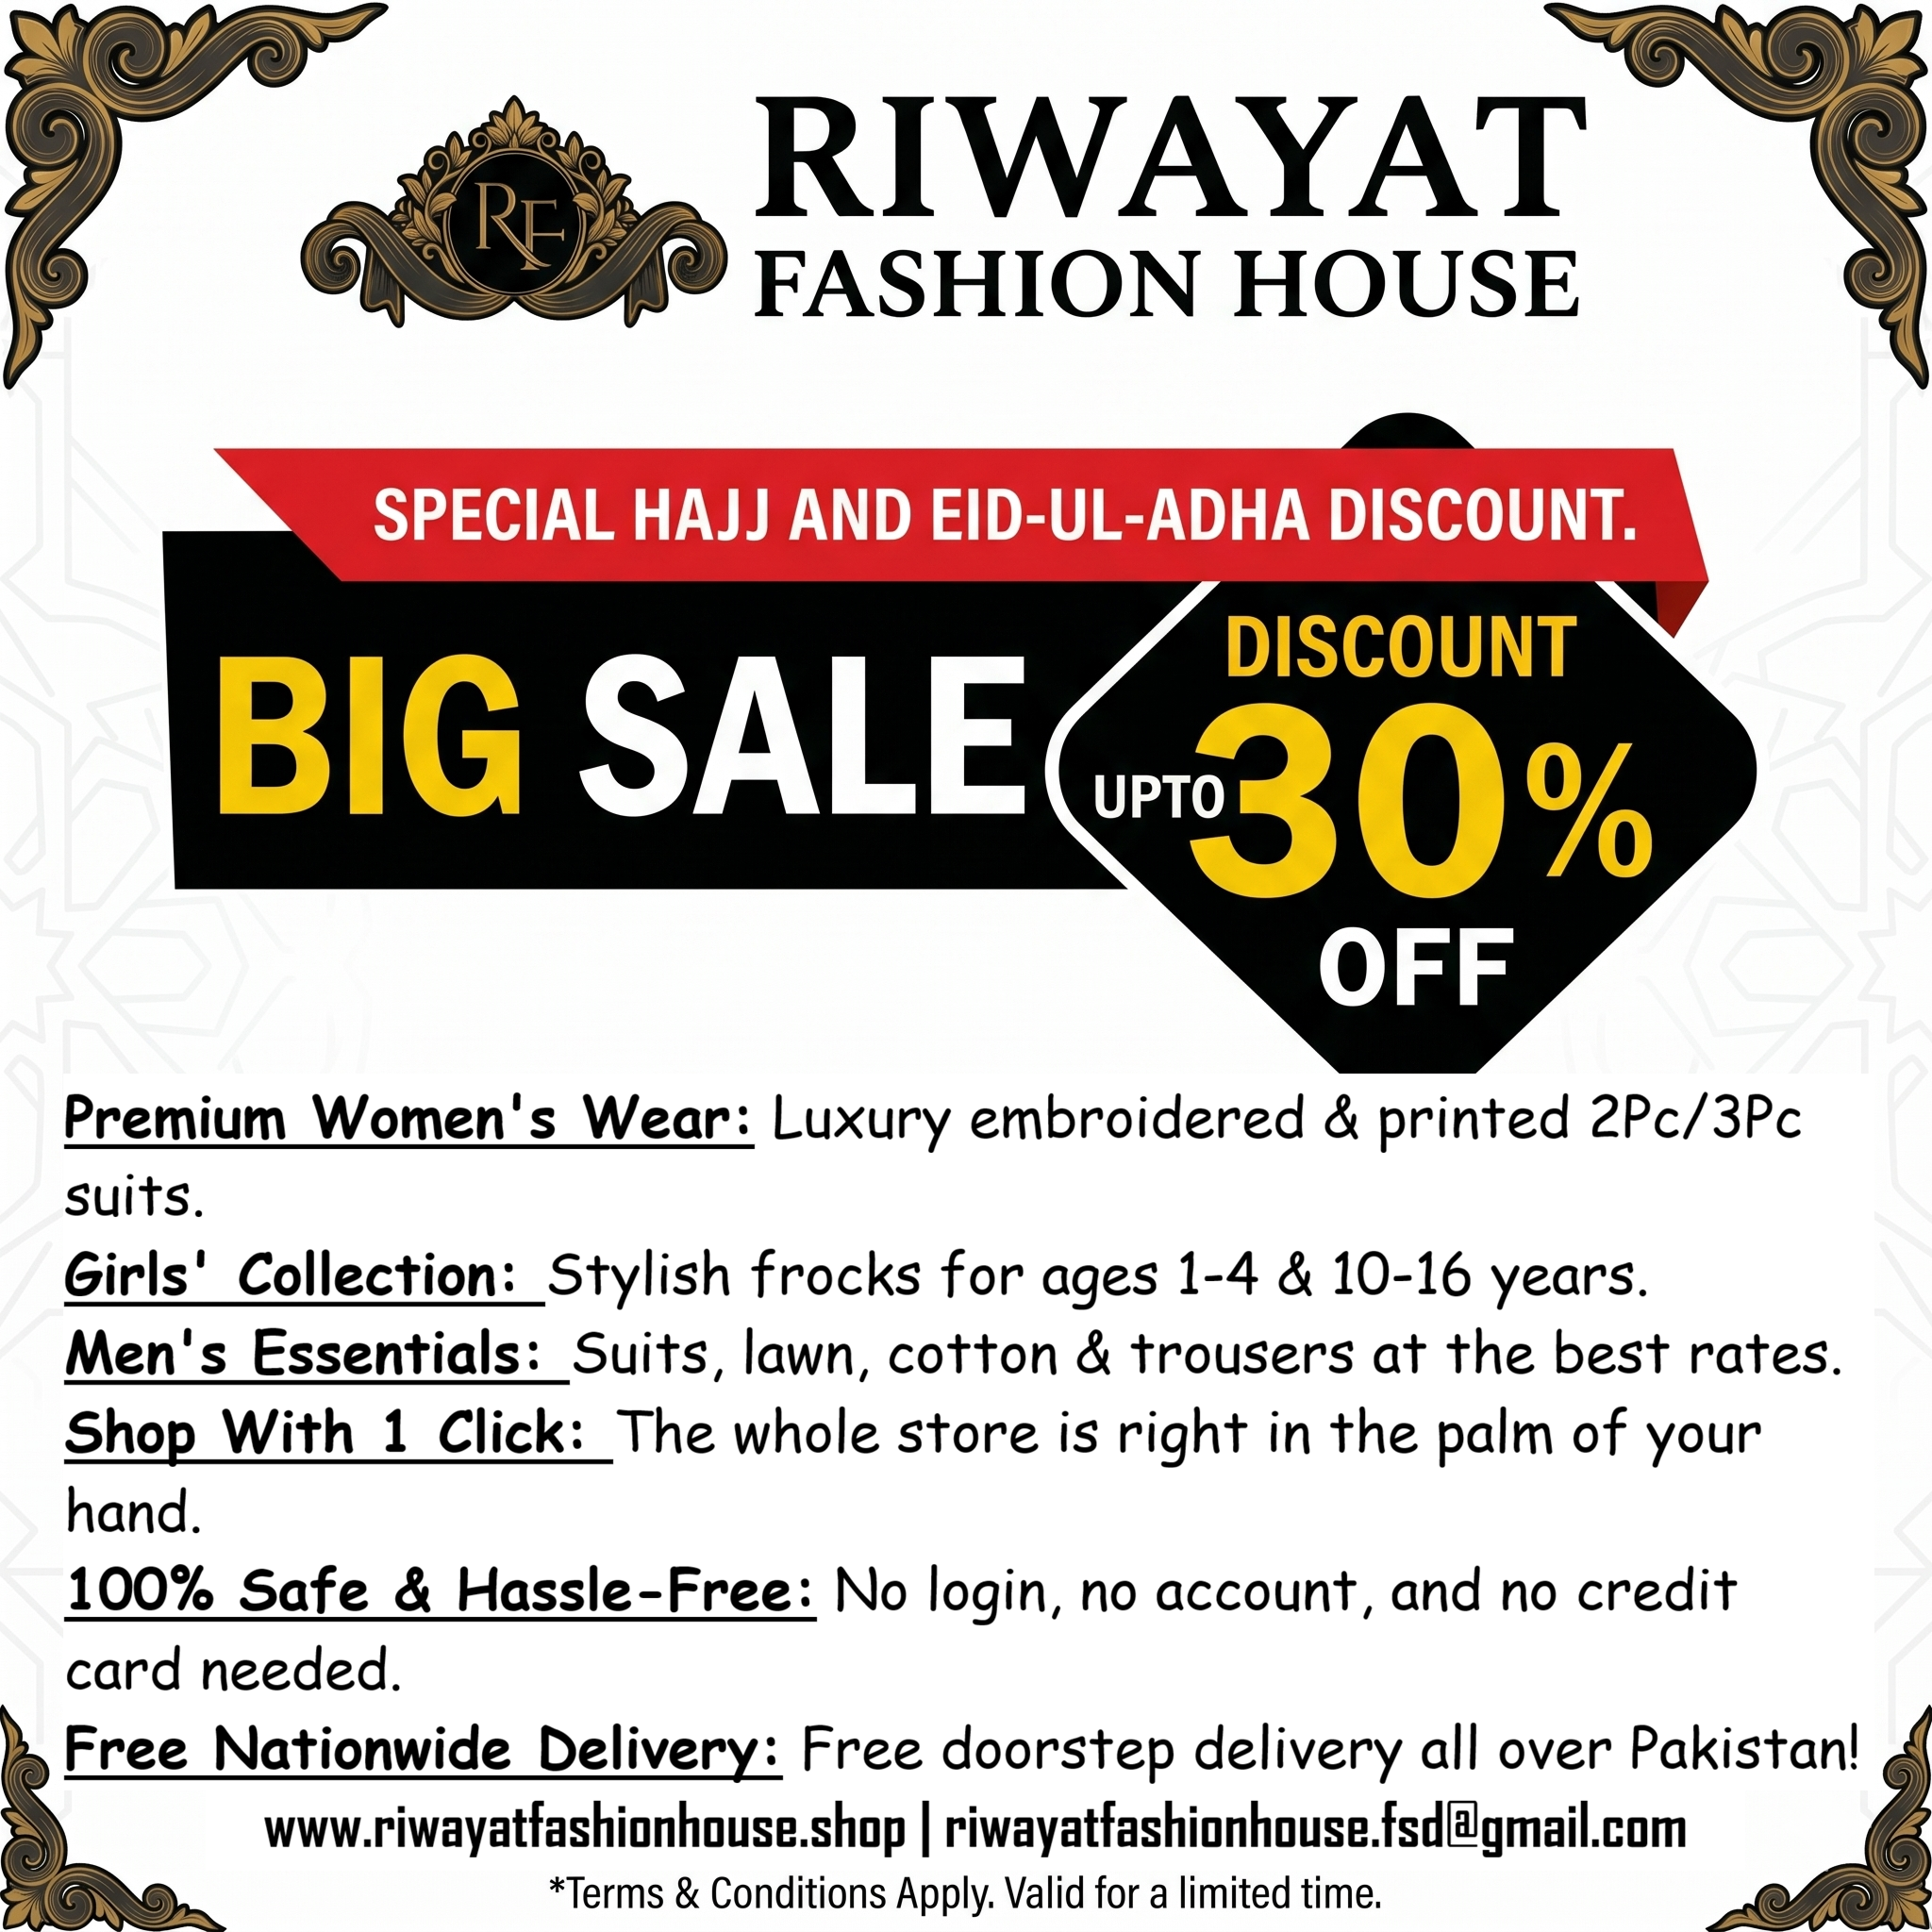 RF
RIWAYAT
FASHION HOUSE
SPECIAL HAJJ AND EID-UL-ADHA DISCOUNT.
BIG SALE
DISCOUNT
UPTO 30%
OFF
Premium Women's Wear: Luxury embroidered & printed 2Pc/3Pc
suits.
Girls' Collection: Stylish frocks for ages 1-4 & 10-16 years.
Men's Essentials: Suits, lawn, cotton & trousers at the best rates.
Shop With 1 Click: The whole store is right in the palm of your
hand.
100% Safe & Hassle-Free: No login, no account, and no credit
card needed.
Free Nationwide Delivery: Free doorstep delivery all over Pakistan!
www.riwayatfashionhouse.shop | riwayatfashionhouse.fsd@gmail.com
*Terms & Conditions Apply. Valid for a limited time.